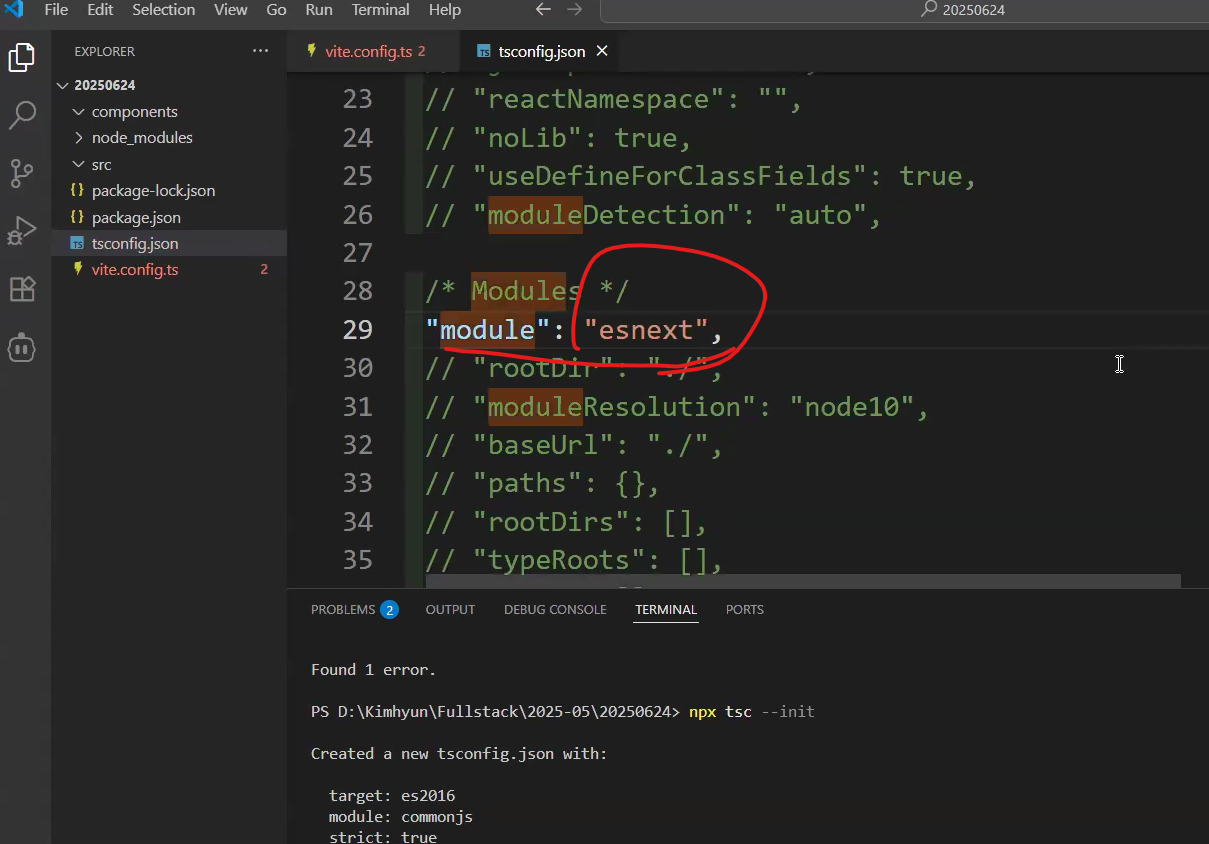 File Edit Selection View Go Run Terminal Help
20250624
EXPLORER
20250624
components
node_modules
src
{} package-lock.json
{} package.json
TS tsconfig.json
vite.config.ts 2
vite.config.ts 2
TS tsconfig.json
23 // "reactNamespace": "",
24 // "noLib": true,
25 // "useDefineForClassFields": true,
26 // "moduleDetection": "auto",
27
28 /* Modules */
29 "module": "esnext",
30 // "rootDir": "./",
31 // "moduleResolution": "node10",
32 // "baseUrl": "./",
33 // "paths": {},
34 // "rootDirs": [],
35 // "typeRoots": [],
PROBLEMS 2 OUTPUT DEBUG CONSOLE TERMINAL PORTS
Found 1 error.
PS D:\Kimhyun\Fullstack\2025-05\20250624> npx tsc --init
Created a new tsconfig.json with:
target: es2016
module: commonjs
strict: true